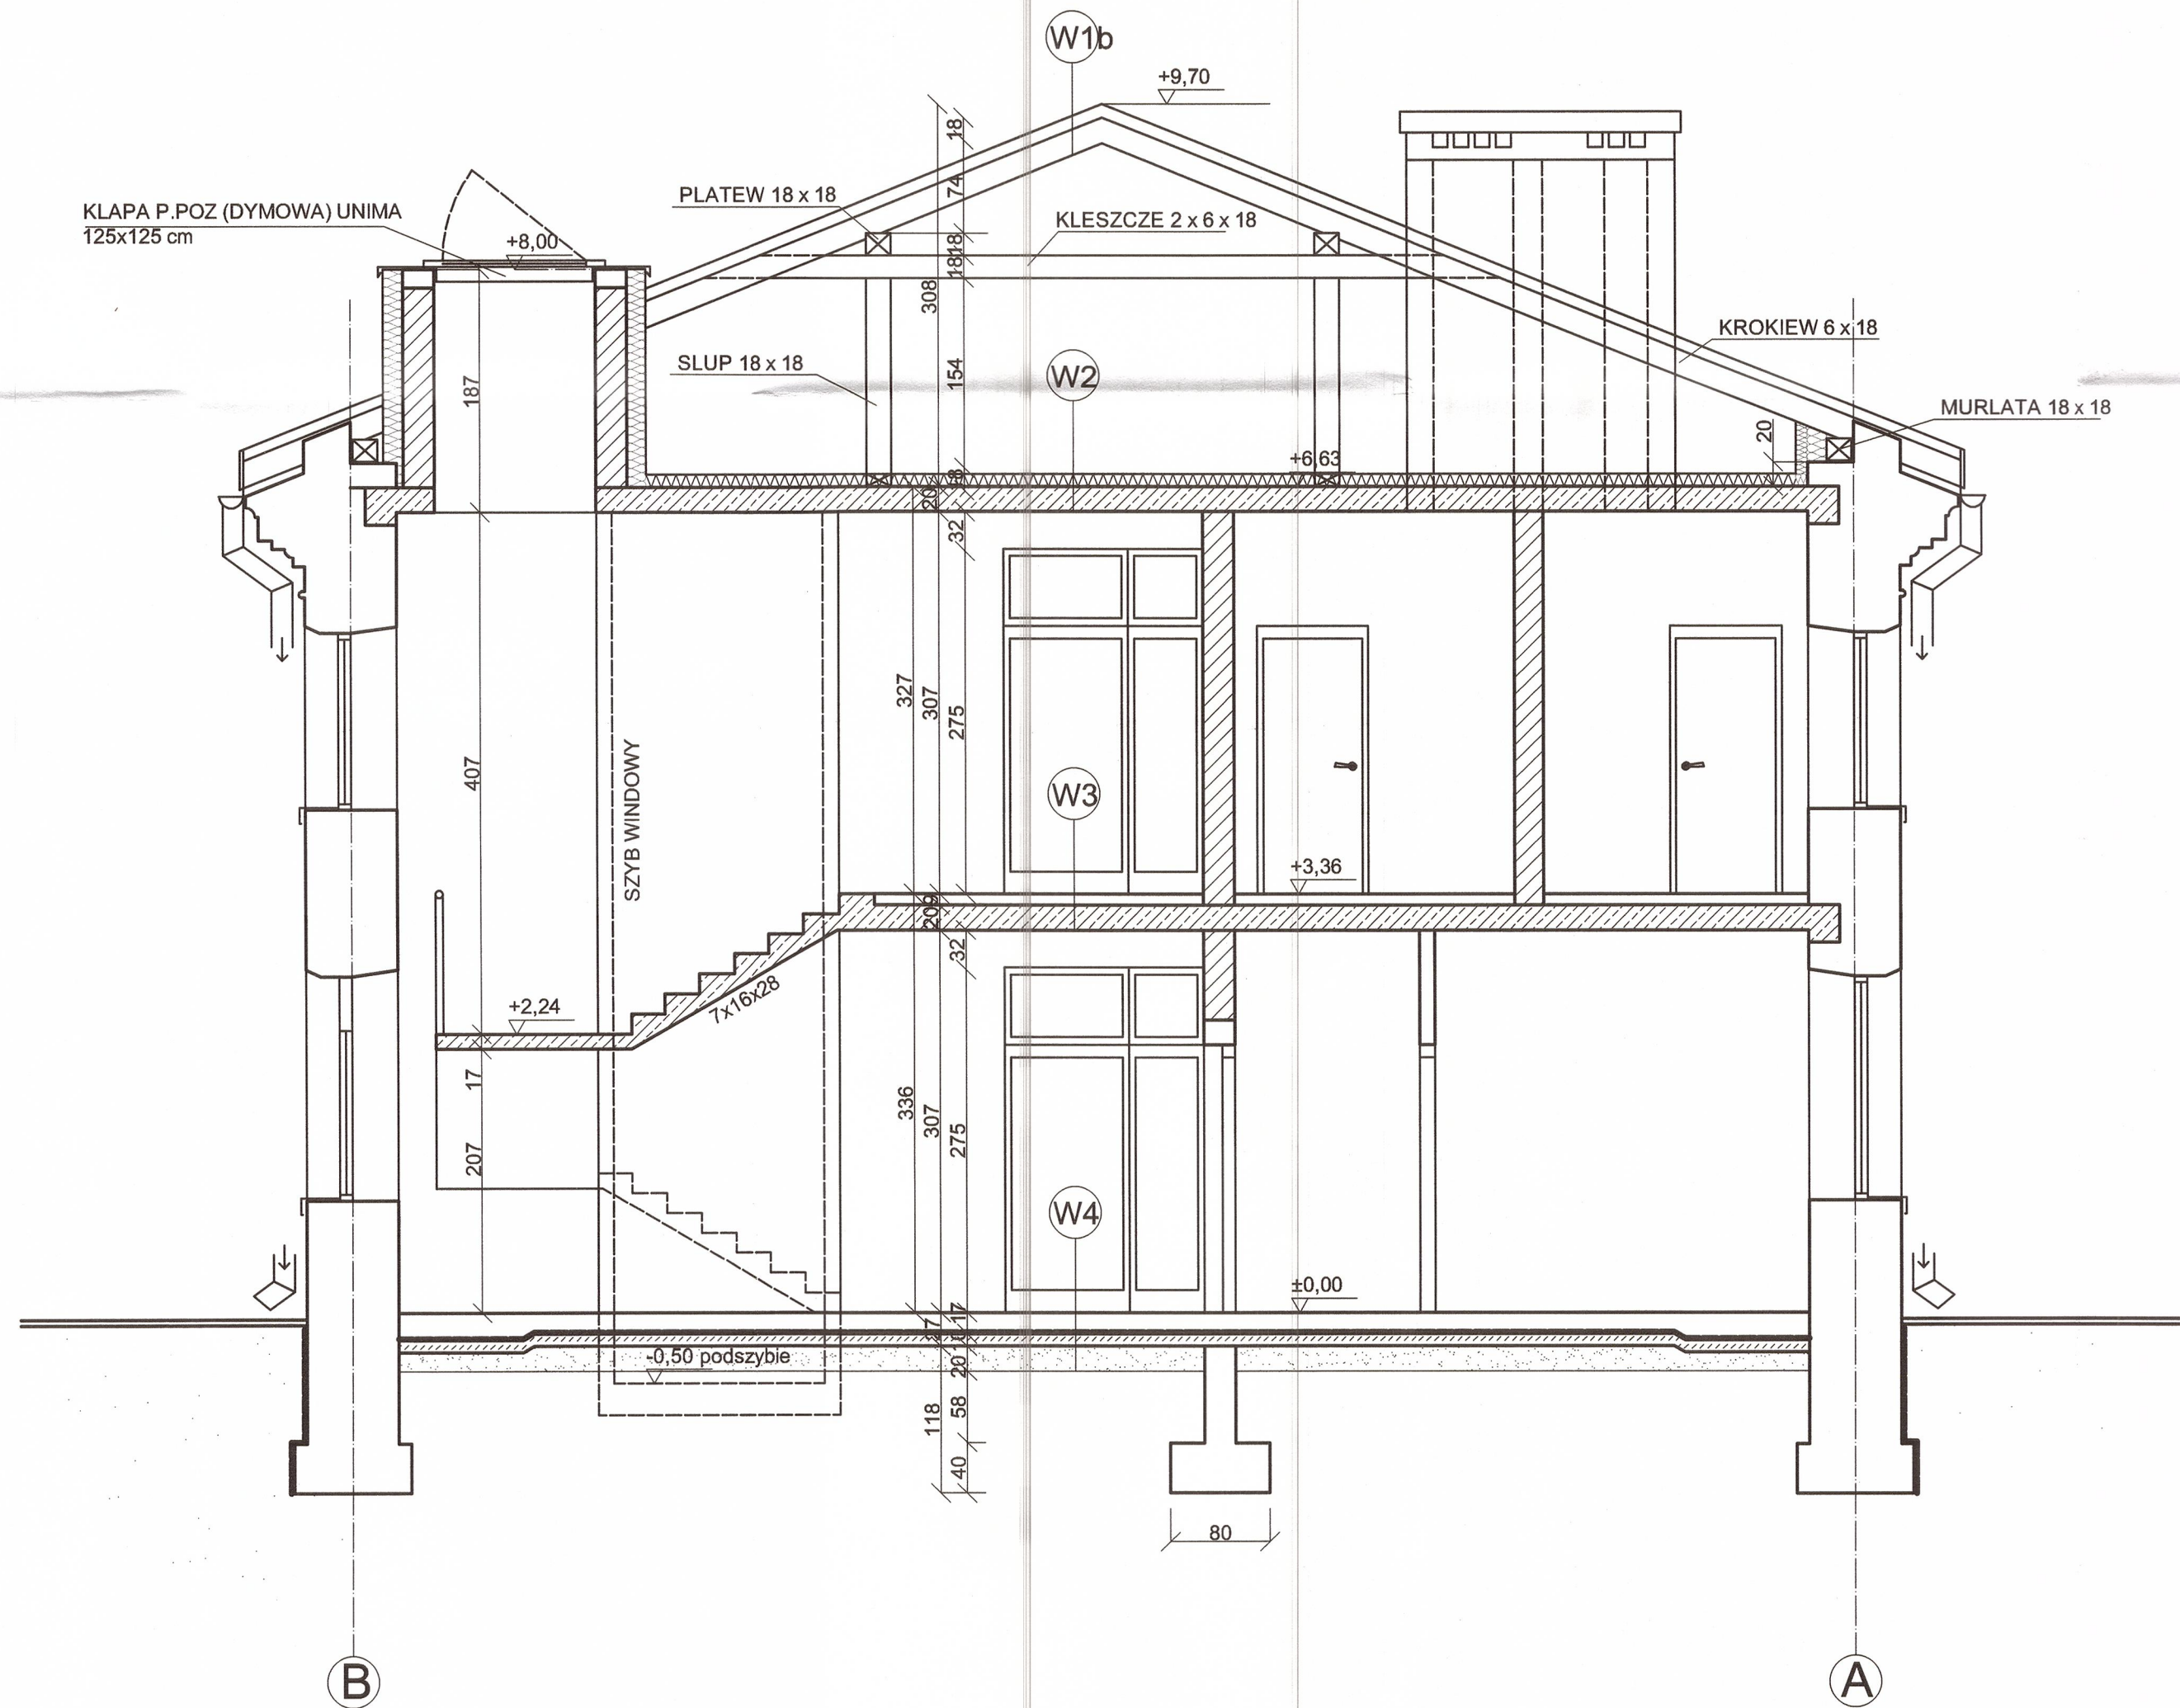 W1b
+9,70
18
74
PLATEW 18 x 18
KLESZCZE 2 x 6 x 18
KLAPA P.POZ (DYMOWA) UNIMA
125x125 cm
+8,00
18
18
308
KROKIEW 6 x 18
SLUP 18 x 18
154
W2
187
MURLATA 18 x 18
20
+6,63
18
20
32
327
307
275
407
SZYB WINDOWY
W3
+3,36
209
32
+2,24
7x16x28
17
336
307
275
207
W4
±0,00
17
-0,50 podszybie
20
118
58
40
80
B
A